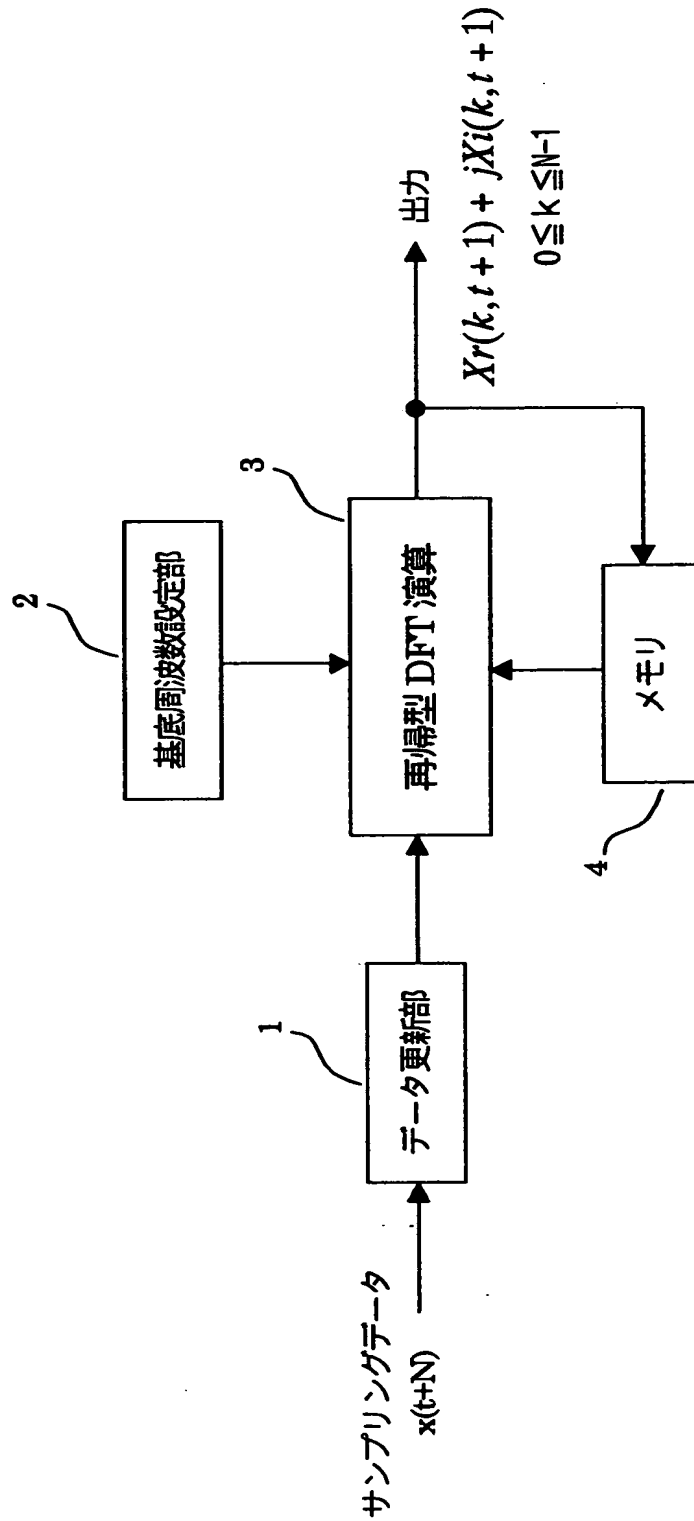 サンプリングデータ
x(t+N)
1
データ更新部
2
基底周波数設定部
3
再帰型 DFT 演算
4
メモリ
出力
Xr(k,t+1) + jXi(k,t+1)
0≦k≦N-1